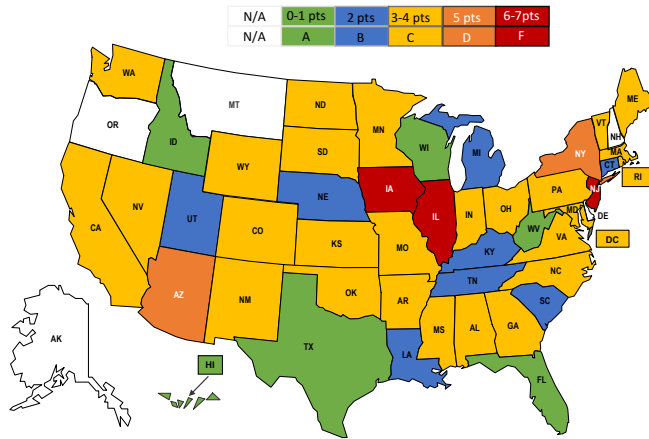 N/A 0-1 pts 2 pts 3-4 pts 5 pts 6-7pts
N/A A B C D F
WA
ME
MT
ND
VT
NH
OR
MN
ID
SD
WI
NY
MA
MI
CT
RI
WY
IA
PA
NJ
NE
NV
IL
IN
OH
MD
DE
UT
CA
CO
WV
VA
DC
KS
MO
KY
NC
TN
AZ
OK
NM
AR
SC
MS
AL
GA
AK
TX
LA
HI
FL